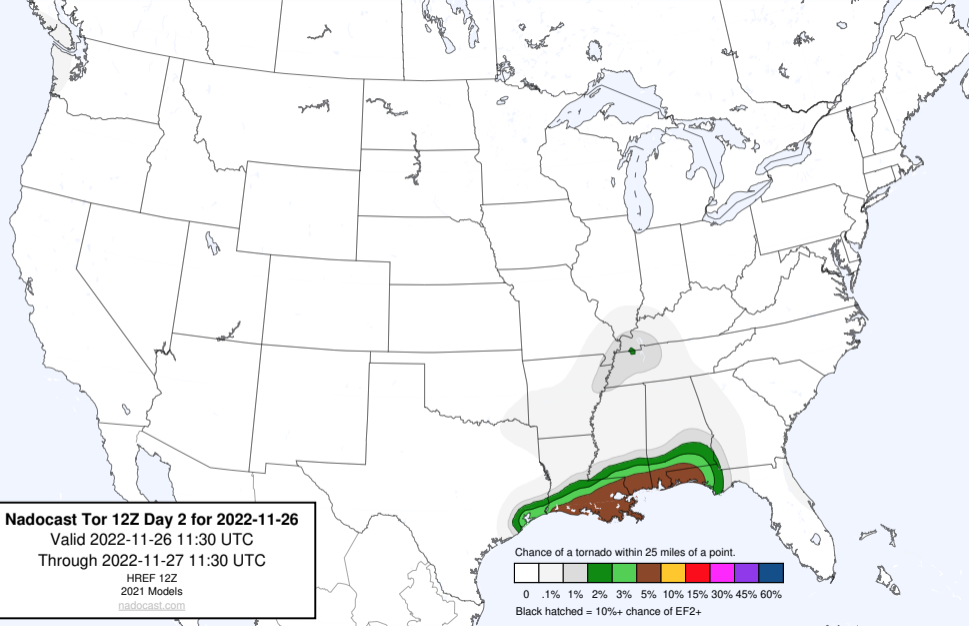 Nadocast Tor 12Z Day 2 for 2022-11-26
Valid 2022-11-26 11:30 UTC
Through 2022-11-27 11:30 UTC
HREF 12Z
2021 Models
nadocast.com
Chance of a tornado within 25 miles of a point.
0 .1% 1% 2% 3% 5% 10% 15% 30% 45% 60%
Black hatched = 10%+ chance of EF2+